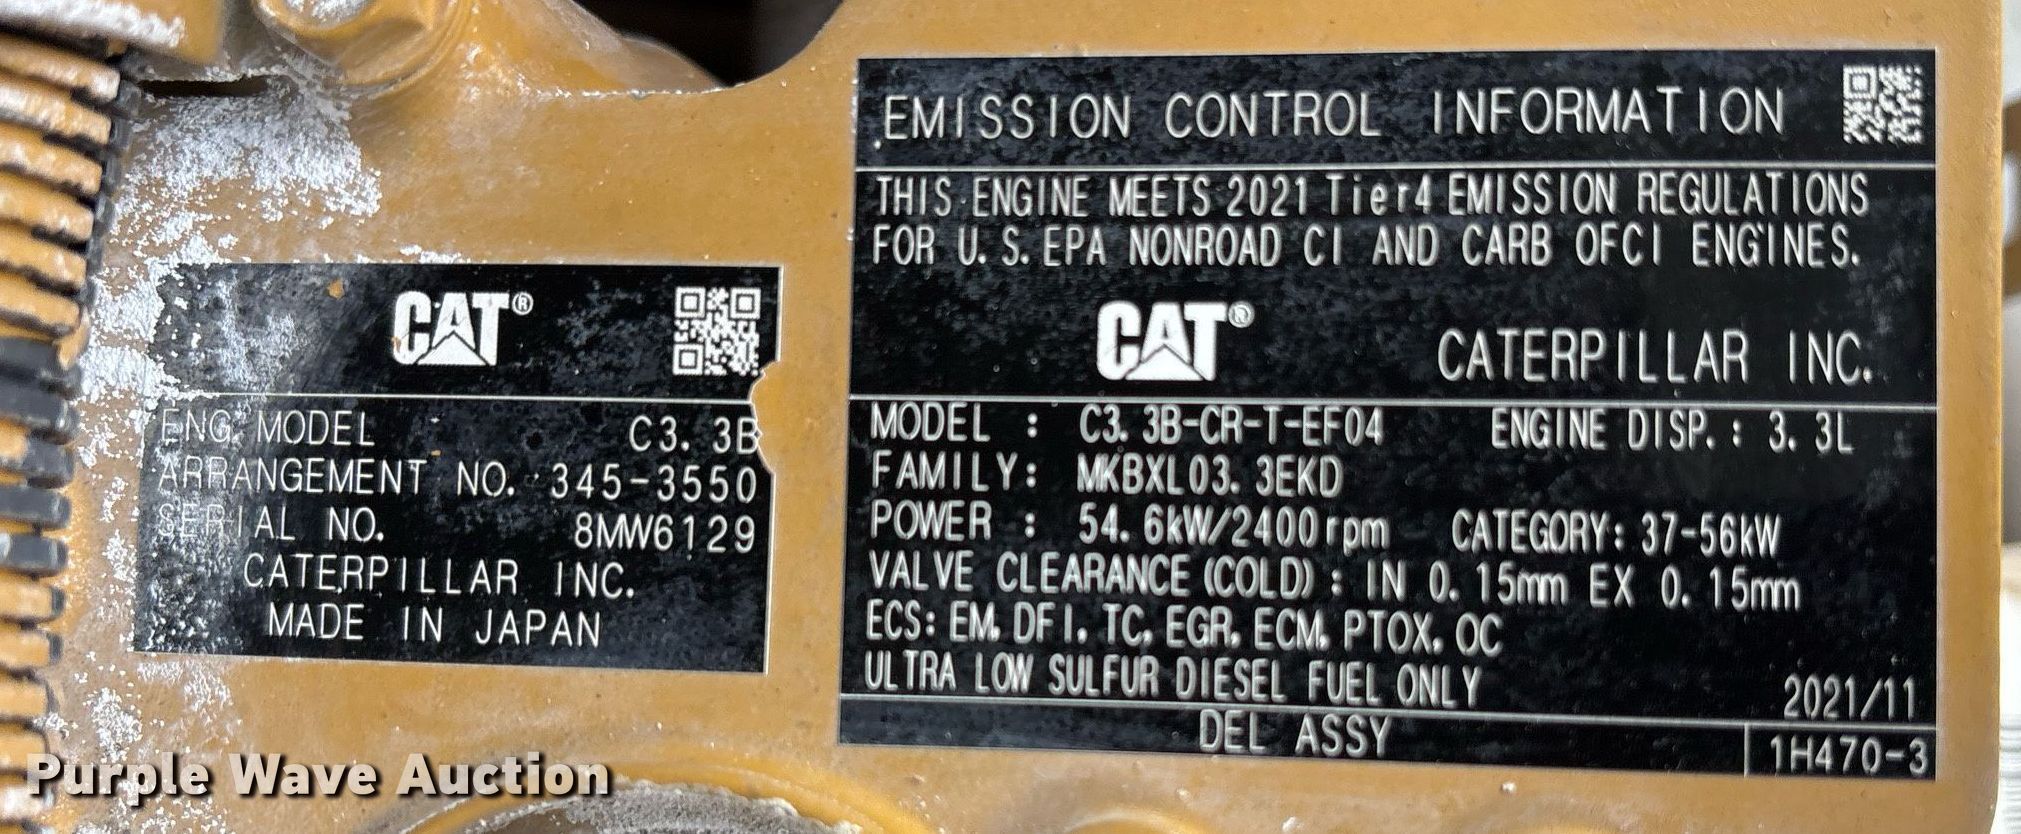 CAT®
ENG. MODEL C3.3B
ARRANGEMENT NO. 345-3550
SERIAL NO. 8MW6129
CATERPILLAR INC.
MADE IN JAPAN
EMISSION CONTROL INFORMATION
THIS ENGINE MEETS 2021 Tier4 EMISSION REGULATIONS
FOR U.S. EPA NONROAD CI AND CARB OFCI ENGINES.
CAT® CATERPILLAR INC.
MODEL : C3.3B-CR-T-EF04 ENGINE DISP. : 3.3L
FAMILY: MKBXL03.3EKD
POWER : 54.6kW/2400rpm CATEGORY: 37-56kW
VALVE CLEARANCE (COLD) : IN 0.15mm EX 0.15mm
ECS: EM, DFI, TC, EGR, ECM, PTOX, OC
ULTRA LOW SULFUR DIESEL FUEL ONLY 2021/11
DEL ASSY 1H470-3
Purple Wave Auction